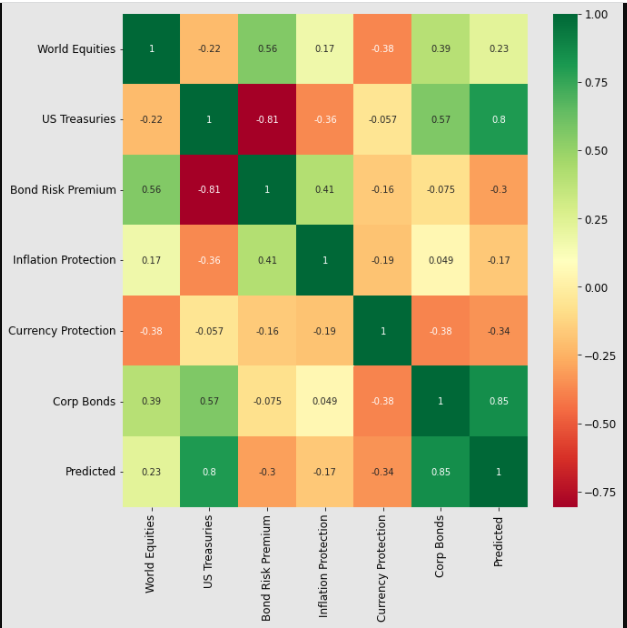 World Equities 1 -0.22 0.56 0.17 -0.38 0.39 0.23
US Treasuries -0.22 1 -0.81 -0.36 -0.057 0.57 0.8
Bond Risk Premium 0.56 -0.81 1 0.41 -0.16 -0.075 -0.3
Inflation Protection 0.17 -0.36 0.41 1 -0.19 0.049 -0.17
Currency Protection -0.38 -0.057 -0.16 -0.19 1 -0.38 -0.34
Corp Bonds 0.39 0.57 -0.075 0.049 -0.38 1 0.85
Predicted 0.23 0.8 -0.3 -0.17 -0.34 0.85 1
World Equities
US Treasuries
Bond Risk Premium
Inflation Protection
Currency Protection
Corp Bonds
Predicted
1.00
0.75
0.50
0.25
0.00
−0.25
−0.50
−0.75